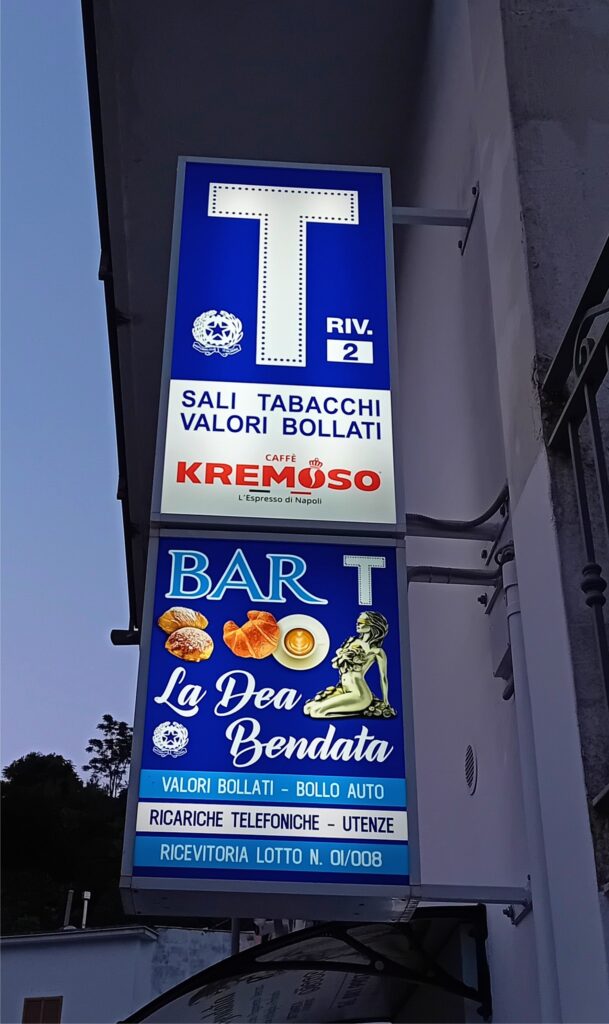 T
RIV.
2
SALI TABACCHI
VALORI BOLLATI
CAFFÈ
KREMOSO
L'Espresso di Napoli
BAR T
La Dea
Bendata
VALORI BOLLATI - BOLLO AUTO
RICARICHE TELEFONICHE - UTENZE
RICEVITORIA LOTTO N. 01/008